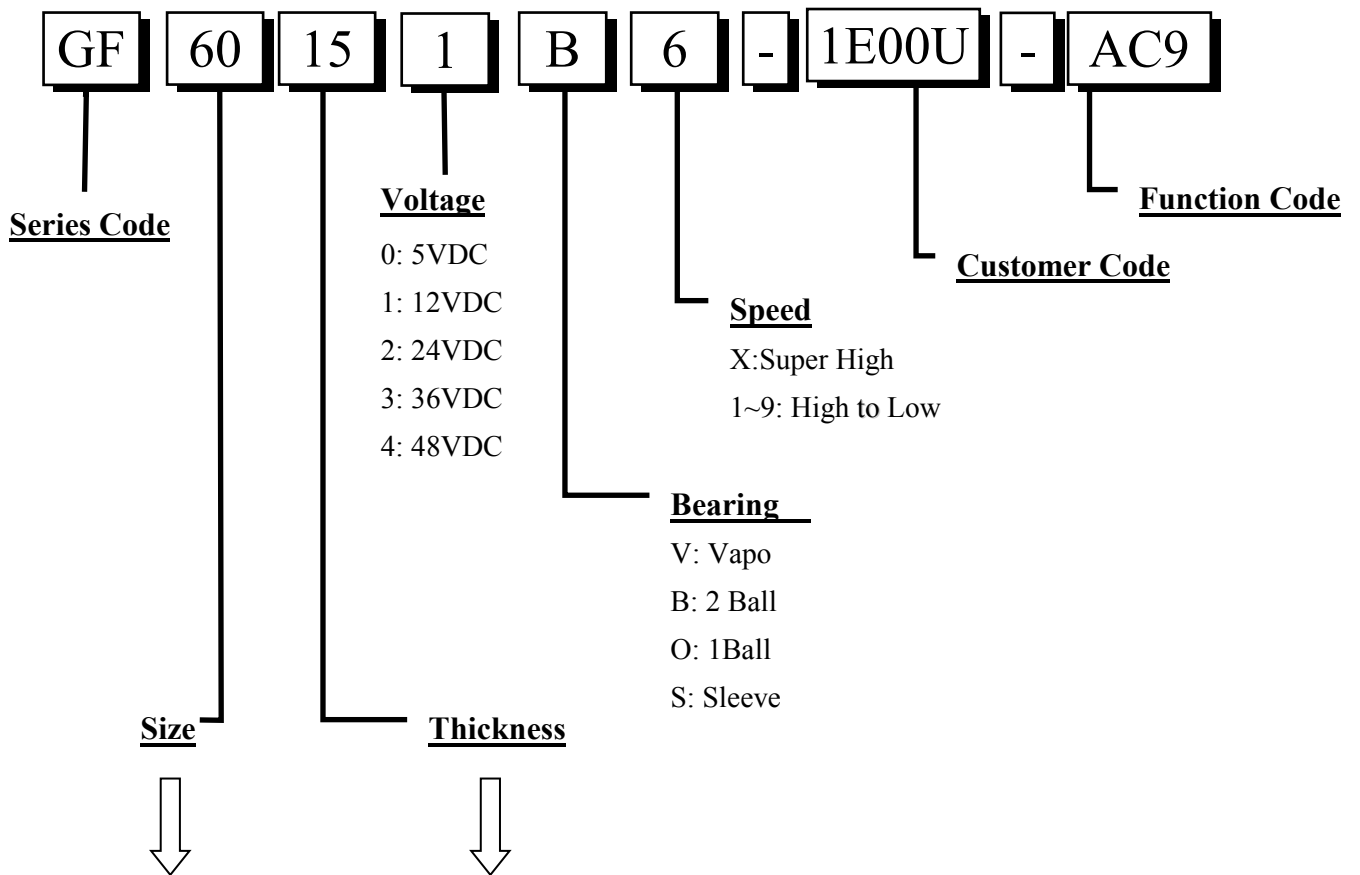 GF 60 15 1 B 6 - 1E00U - AC9
Series Code
Voltage
0: 5VDC
1: 12VDC
2: 24VDC
3: 36VDC
4: 48VDC
Function Code
Customer Code
Speed
X:Super High
1~9: High to Low
Bearing
V: Vapo
B: 2 Ball
O: 1Ball
S: Sleeve
Size
Thickness